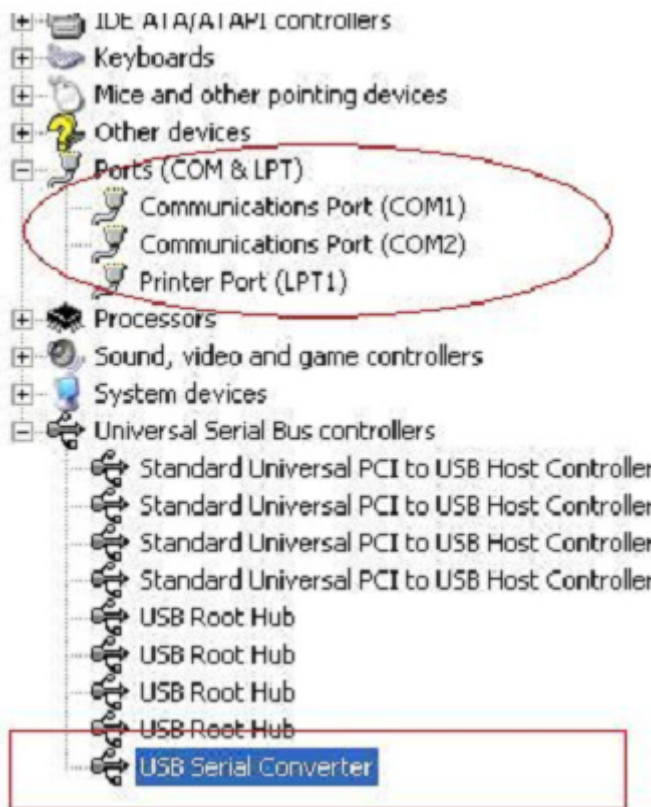 IDE ATA/ATAPI controllers
Keyboards
Mice and other pointing devices
Other devices
Ports (COM & LPT)
Communications Port (COM1)
Communications Port (COM2)
Printer Port (LPT1)
Processors
Sound, video and game controllers
System devices
Universal Serial Bus controllers
Standard Universal PCI to USB Host Controller
Standard Universal PCI to USB Host Controller
Standard Universal PCI to USB Host Controller
Standard Universal PCI to USB Host Controller
USB Root Hub
USB Root Hub
USB Root Hub
USB Root Hub
USB Serial Converter